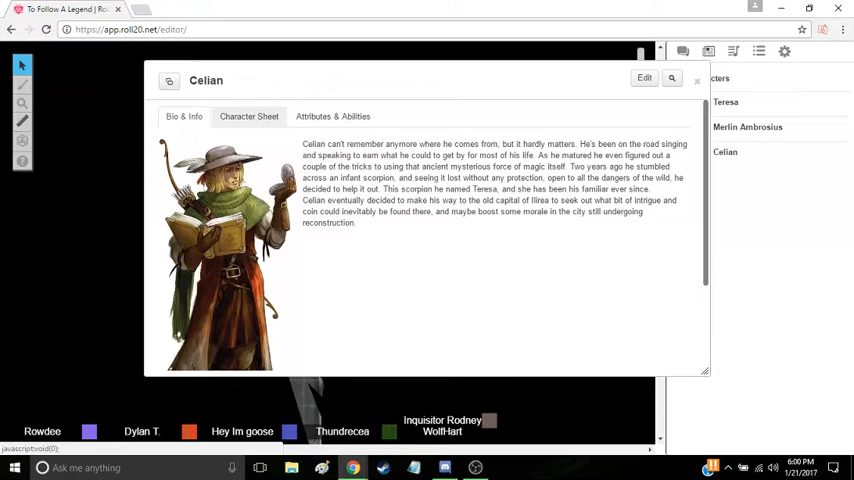 To Follow A Legend | Rol
https://app.roll20.net/editor/
Celian
Edit
Bio & Info
Character Sheet
Attributes & Abilities
Celian can't remember anymore where he comes from, but it hardly matters. He's been on the road singing
and speaking to earn what he could to get by for most of his life. As he matured he even figured out a
couple of the tricks to using that ancient mysterious force of magic itself. Two years ago he stumbled
across an infant scorpion, and seeing it lost without any protection, open to all the dangers of the wild, he
decided to help it out. This scorpion he named Teresa, and she has been his familiar ever since.
Celian eventually decided to make his way to the old capital of Illirea to seek out what bit of intrigue and
coin could inevitably be found there, and maybe boost some morale in the city still undergoing
reconstruction.
cters
Teresa
Merlin Ambrosius
Celian
Rowdee
Dylan T.
Hey Im goose
Thundrecea
Inquisitor Rodney
WolfHart
javascript:void(0);
Ask me anything
6:00 PM
1/21/2017